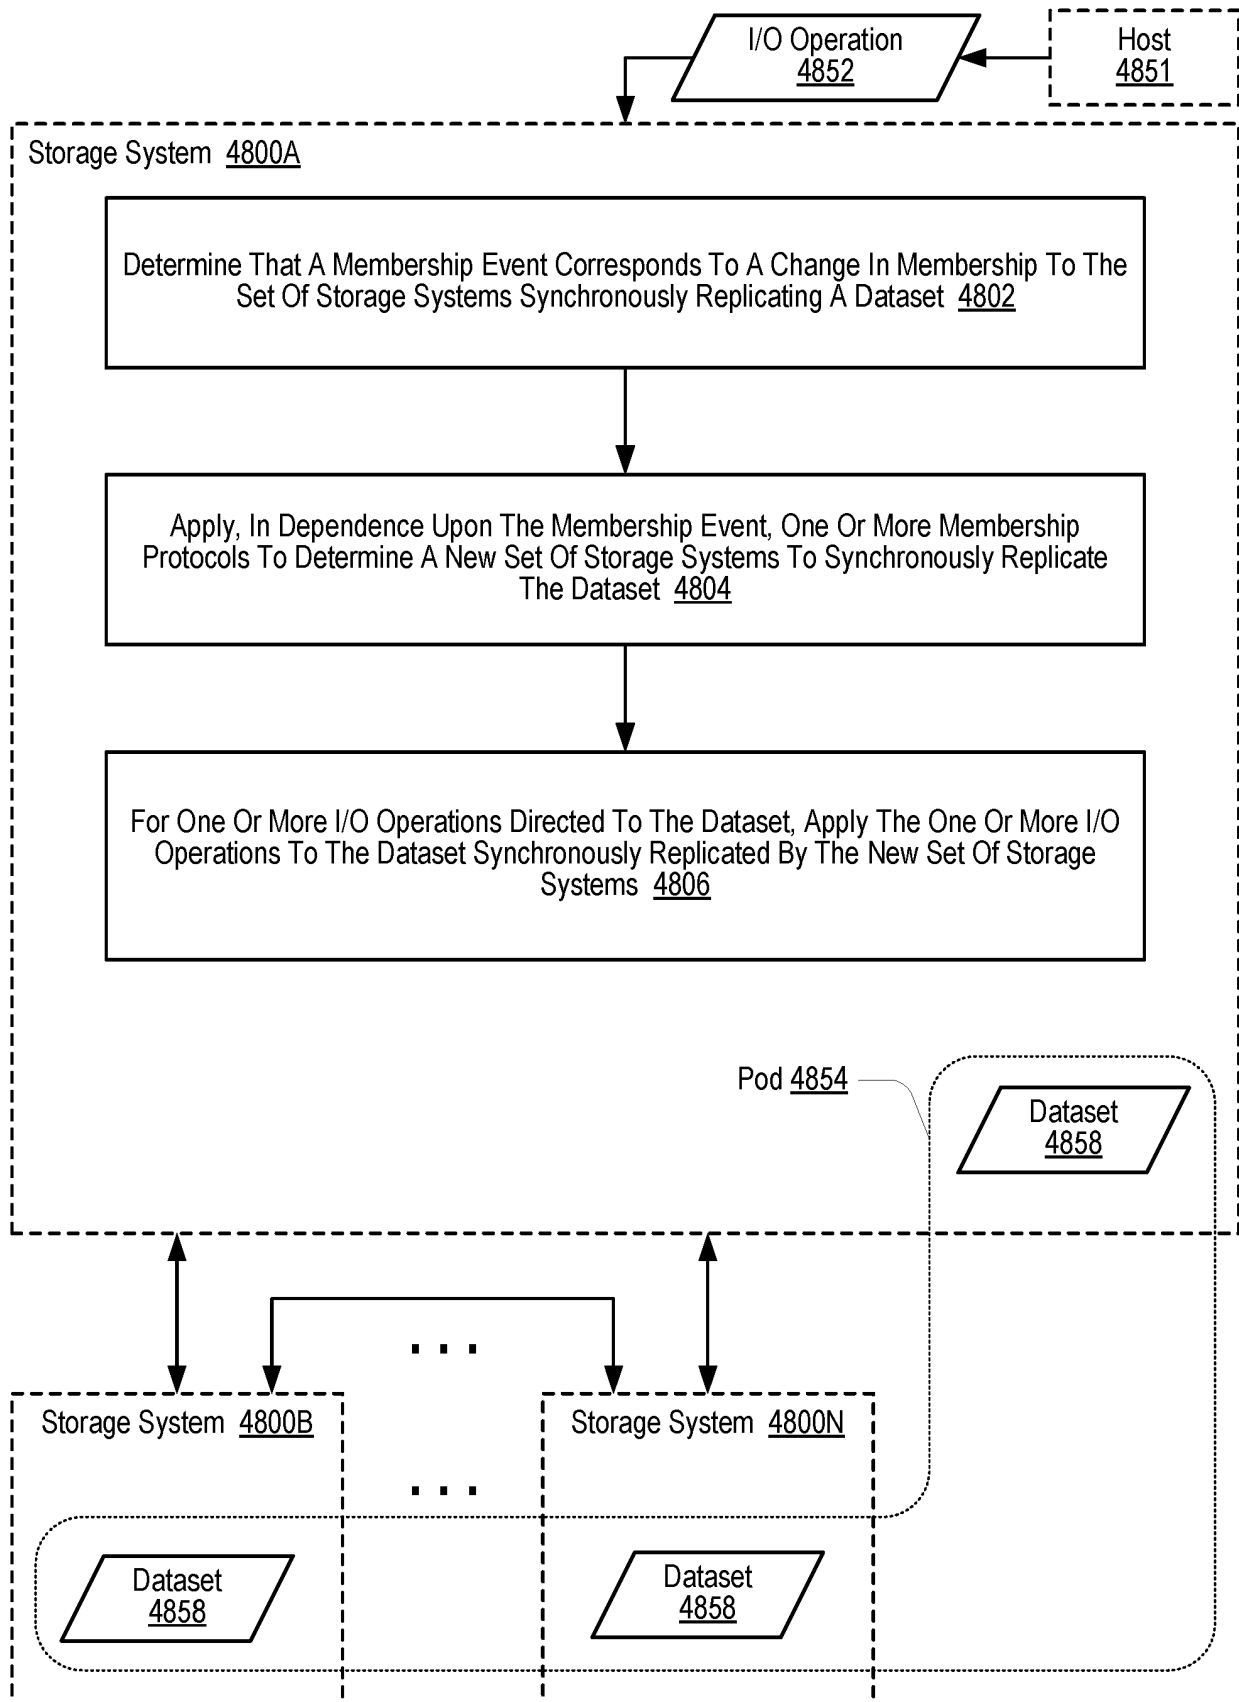 I/O Operation
4852
Host
4851
Storage System 4800A
Determine That A Membership Event Corresponds To A Change In Membership To The
Set Of Storage Systems Synchronously Replicating A Dataset 4802
Apply, In Dependence Upon The Membership Event, One Or More Membership
Protocols To Determine A New Set Of Storage Systems To Synchronously Replicate
The Dataset 4804
For One Or More I/O Operations Directed To The Dataset, Apply The One Or More I/O
Operations To The Dataset Synchronously Replicated By The New Set Of Storage
Systems 4806
Pod 4854
Dataset
4858
. . .
Storage System 4800B
Storage System 4800N
. . .
Dataset
4858
Dataset
4858